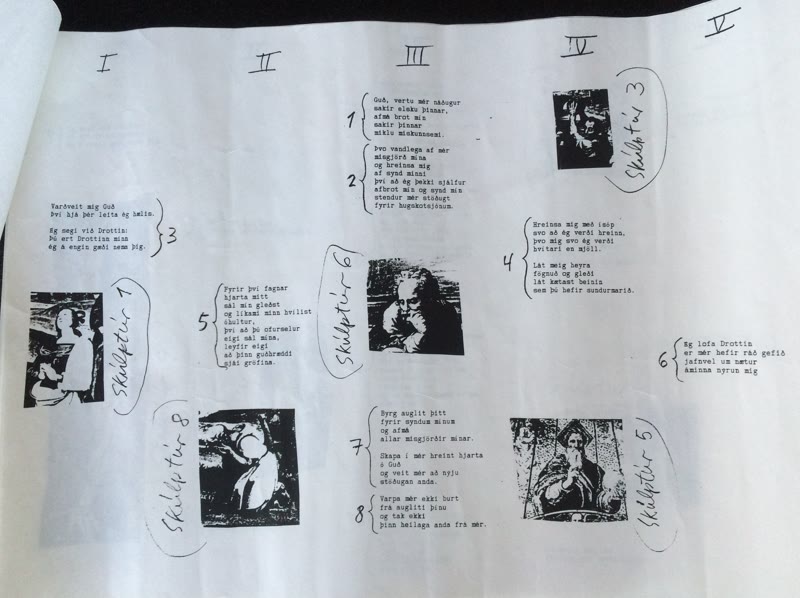 I
II
III
IV
V
Varðveit mig Guð
því hjá þér leita ég hælis.
Ég segi við Drottin:
Þú ert Drottinn minn
ég á engin gæði nema þig.
3
Skúlptúr 1
5
Fyrir því fagnar
hjarta mitt
sál mín gleðst
og líkami minn hvílist
óhultur,
því að þú ofurselur
eigi sál mína,
leyfir eigi
að þinn guðhræddi
sjái gröfina.
Skúlptúr 8
1
Guð, vertu mér náðugur
sakir elsku þinnar,
afmá brot mín
sakir þinnar
miklu miskunnsemi.
2
Þvo vandlega af mér
misgjörð mína
og hreinsa mig
af synd minni
því að ég þekki sjálfur
afbrot mín og synd mín
stendur mér stöðugt
fyrir hugskotsjónum.
Skúlptúr 6
7
Byrg auglit þitt
fyrir syndum mínum
og afmá
allar misgjörðir mínar.
Skapa í mér hreint hjarta
ó Guð
og veit mér að nýju
stöðugan anda.
8
Varpa mér ekki burt
frá augliti þínu
og tak ekki
þinn heilaga anda frá mér.
Skúlptúr 3
4
Hreinsa mig með ísóp
svo að ég verði hreinn,
þvo mig svo ég verði
hvítari en mjöll.
Lát meig heyra
fögnuð og gleði
lát kætast beinin
sem þú hefir sundurmarið.
Skúlptúr 5
6
Ég lofa Drottin
er mér hefir ráð gefið
jafnvel um nætur
áminna nýrun mig